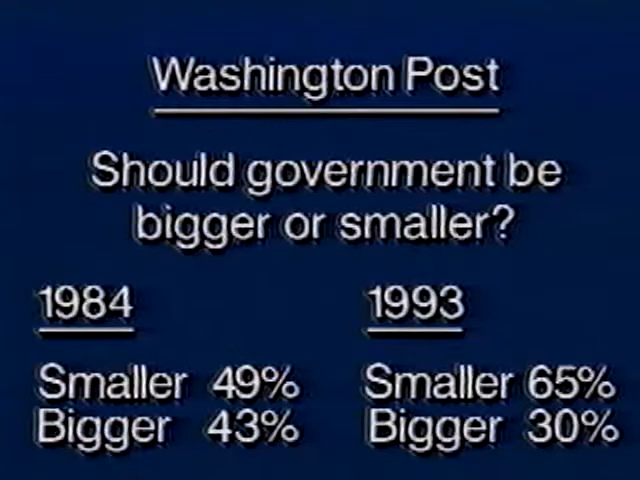 Washington Post
Should government be
bigger or smaller?
1984 1993
Smaller 49% Smaller 65%
Bigger 43% Bigger 30%